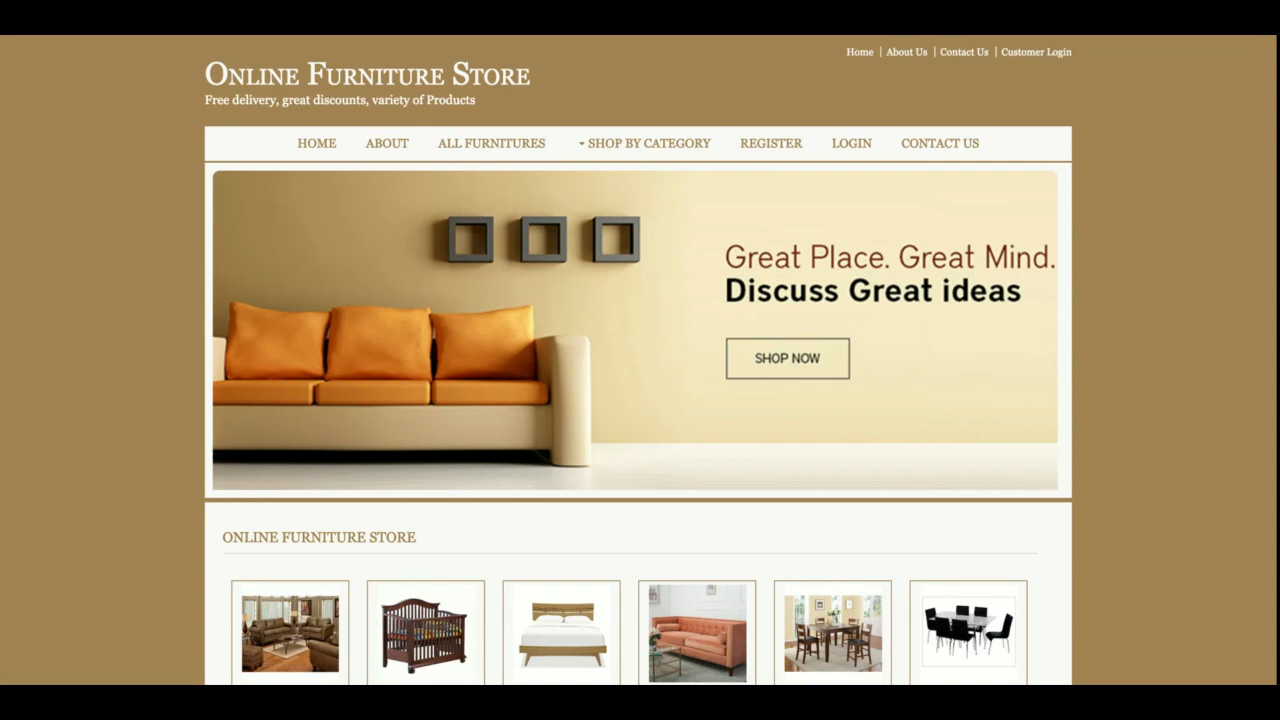 Home | About Us | Contact Us | Customer Login
Online Furniture Store
Free delivery, great discounts, variety of Products
HOME ABOUT ALL FURNITURES SHOP BY CATEGORY REGISTER LOGIN CONTACT US
Great Place. Great Mind.
Discuss Great ideas
SHOP NOW
ONLINE FURNITURE STORE